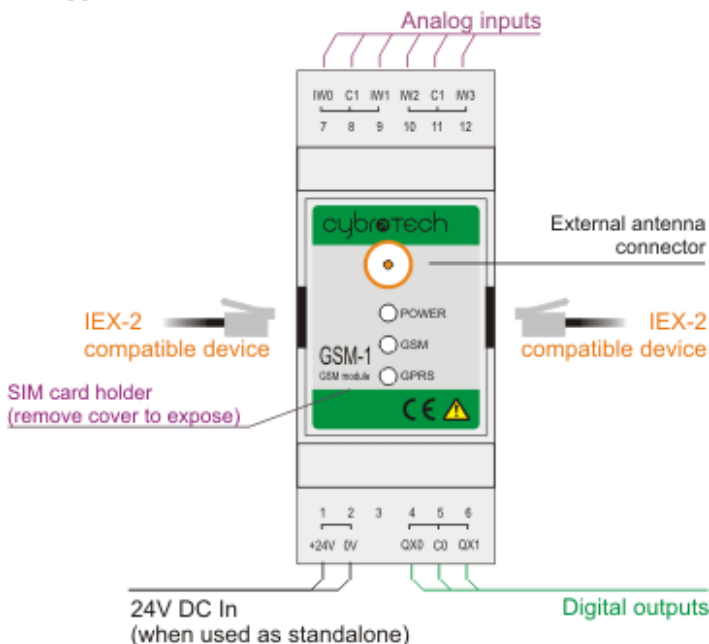 Analog inputs
IW0 C1 IW1 IW2 C1 IW3
7 8 9 10 11 12
cybrotech
External antenna
connector
POWER
IEX-2
compatible device
IEX-2
compatible device
GSM
GSM-1
GSM module
GPRS
SIM card holder
(remove cover to expose)
CE
1 2 3 4 5 6
+24V 0V QX0 C0 QX1
24V DC In
(when used as standalone)
Digital outputs